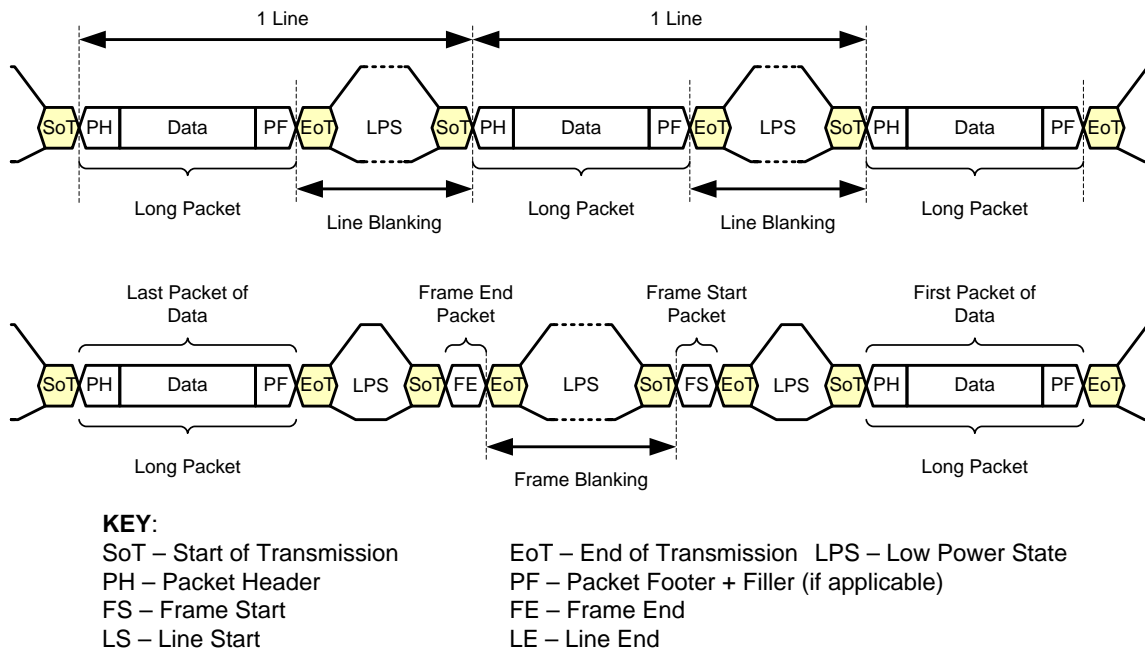 1 Line 1 Line
SoT PH Data PF EoT LPS SoT PH Data PF EoT LPS SoT PH Data PF EoT
Long Packet Line Blanking Long Packet Line Blanking Long Packet
Last Packet of Data Frame End Packet Frame Start Packet First Packet of Data
SoT PH Data PF EoT LPS SoT FE EoT LPS SoT FS EoT LPS SoT PH Data PF EoT
Long Packet Frame Blanking Long Packet
KEY:
SoT – Start of Transmission EoT – End of Transmission LPS – Low Power State
PH – Packet Header PF – Packet Footer + Filler (if applicable)
FS – Frame Start FE – Frame End
LS – Line Start LE – Line End